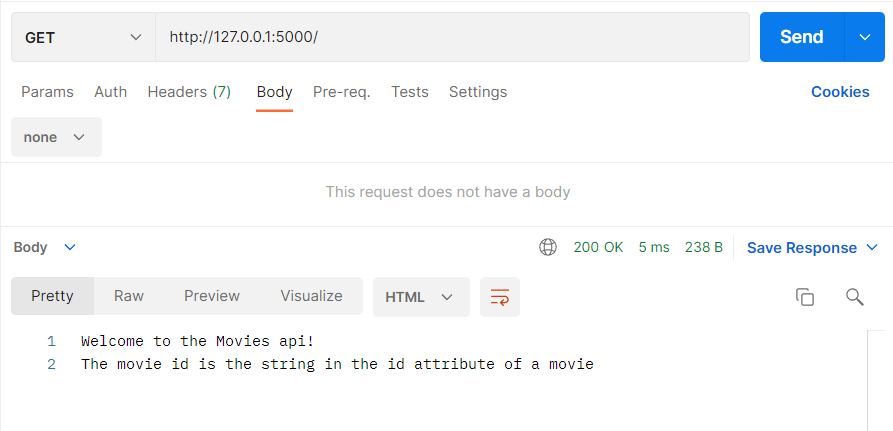 GET http://127.0.0.1:5000/ Send
Params Auth Headers (7) Body Pre-req. Tests Settings Cookies
none
This request does not have a body
Body 200 OK 5 ms 238 B Save Response
Pretty Raw Preview Visualize HTML
1 Welcome to the Movies api!
2 The movie id is the string in the id attribute of a movie